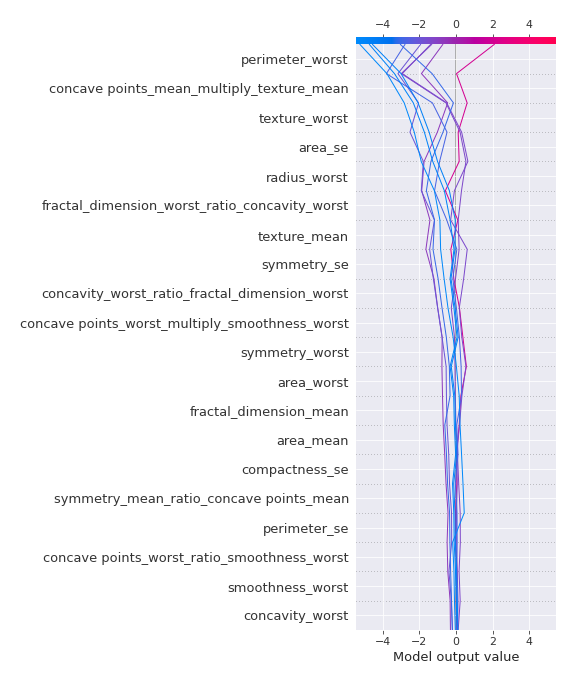 −4 −2 0 2 4
perimeter_worst
concave points_mean_multiply_texture_mean
texture_worst
area_se
radius_worst
fractal_dimension_worst_ratio_concavity_worst
texture_mean
symmetry_se
concavity_worst_ratio_fractal_dimension_worst
concave points_worst_multiply_smoothness_worst
symmetry_worst
area_worst
fractal_dimension_mean
area_mean
compactness_se
symmetry_mean_ratio_concave points_mean
perimeter_se
concave points_worst_ratio_smoothness_worst
smoothness_worst
concavity_worst
−4 −2 0 2 4
Model output value